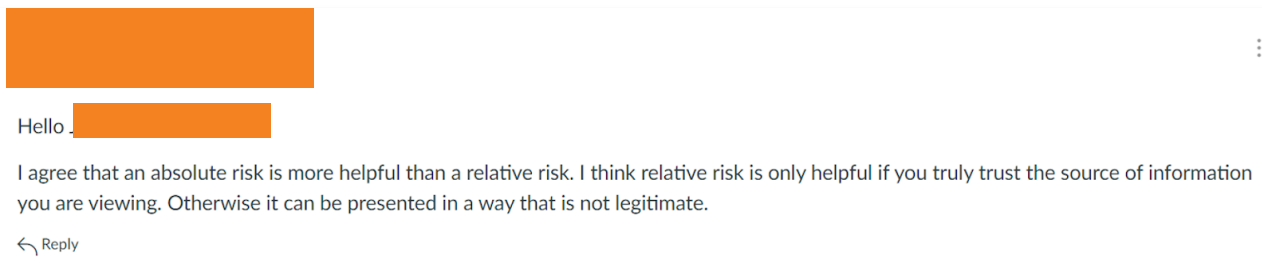 Hello
I agree that an absolute risk is more helpful than a relative risk. I think relative risk is only helpful if you truly trust the source of information
you are viewing. Otherwise it can be presented in a way that is not legitimate.
Reply